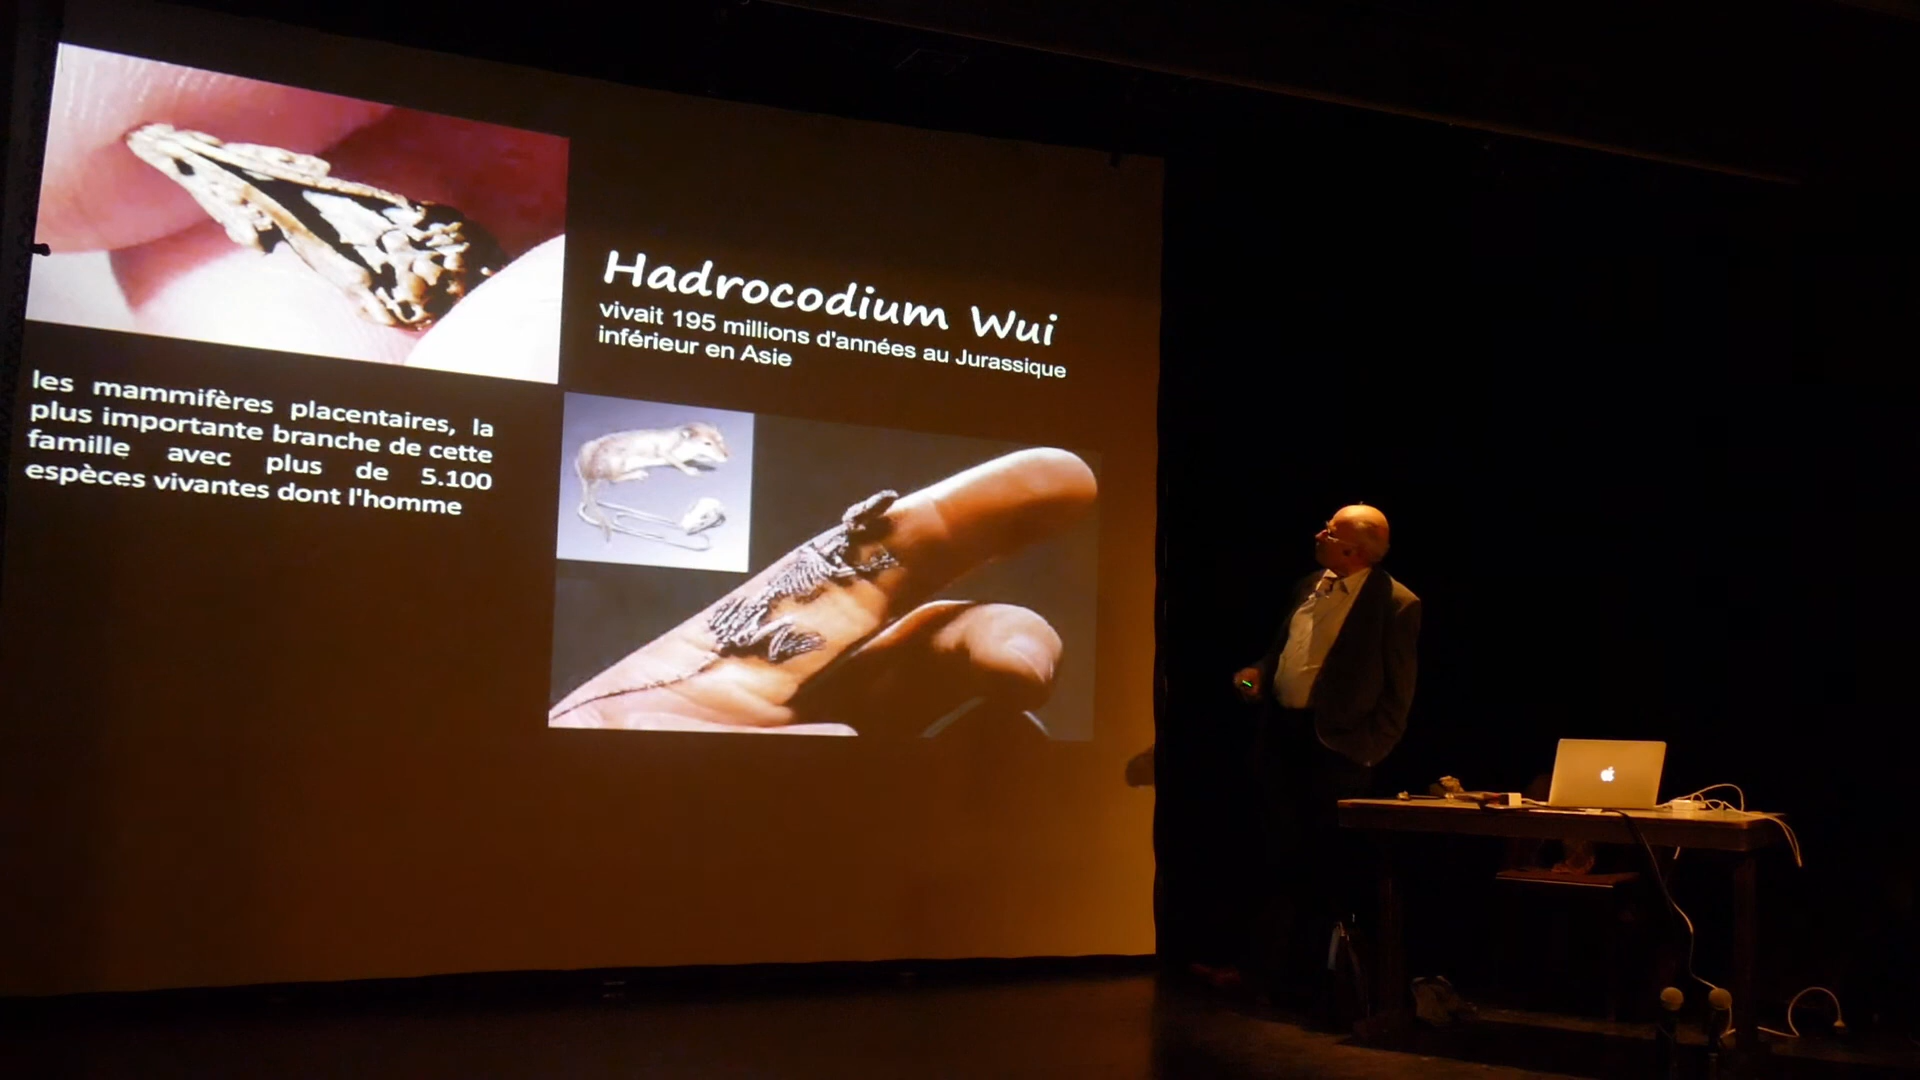 Hadrocodium Wui
vivait 195 millions d'années au Jurassique
inférieur en Asie
les mammifères placentaires, la
plus importante branche de cette
famille avec plus de 5.100
espèces vivantes dont l'homme